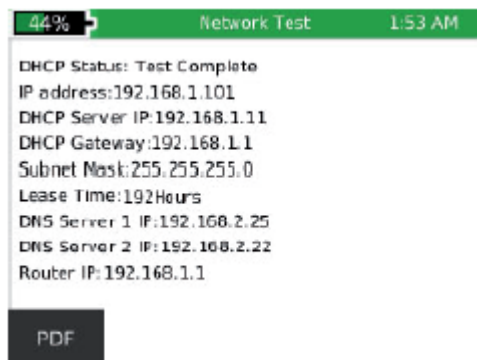 44% Network Test 1:53 AM
DHCP Status: Test Complete
IP address:192.168.1.101
DHCP Server IP:192.168.1.11
DHCP Gateway:192.168.1.1
Subnet Mask:255.255.255.0
Lease Time:192Hours
DNS Server 1 IP:192.168.2.25
DNS Server 2 IP:192.168.2.22
Router IP:192.168.1.1
PDF